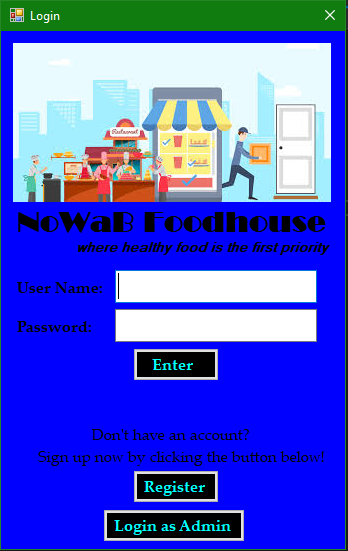 Login
Restaurant
NoWaB Foodhouse
where healthy food is the first priority
User Name:
Password:
Enter
Don't have an account?
Sign up now by clicking the button below!
Register
Login as Admin